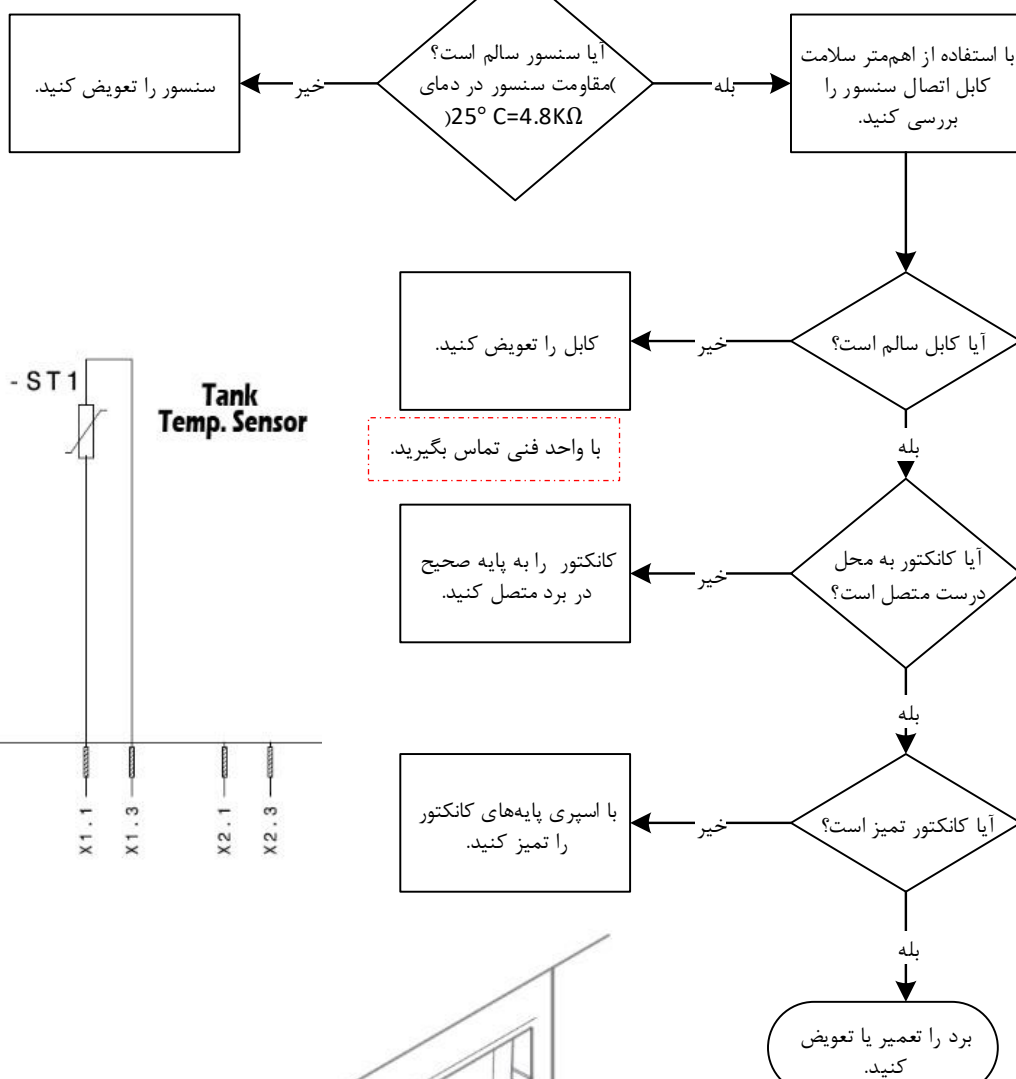 آیا سنسور سالم است؟
(مقاومت سنسور در دمای
25° C=4.8KΩ)
بله
خیر
سنسور را تعویض کنید.
با استفاده از اهم‌متر سلامت
کابل اتصال سنسور را
بررسی کنید.
آیا کابل سالم است؟
خیر
کابل را تعویض کنید.
با واحد فنی تماس بگیرید.
بله
آیا کانکتور به محل
درست متصل است؟
خیر
کانکتور را به پایه صحیح
در برد متصل کنید.
بله
آیا کانکتور تمیز است؟
خیر
با اسپری پایه‌های کانکتور
را تمیز کنید.
بله
برد را تعمیر یا تعویض
کنید.
- ST1
Tank
Temp. Sensor
X1.1
X1.3
X2.1
X2.3